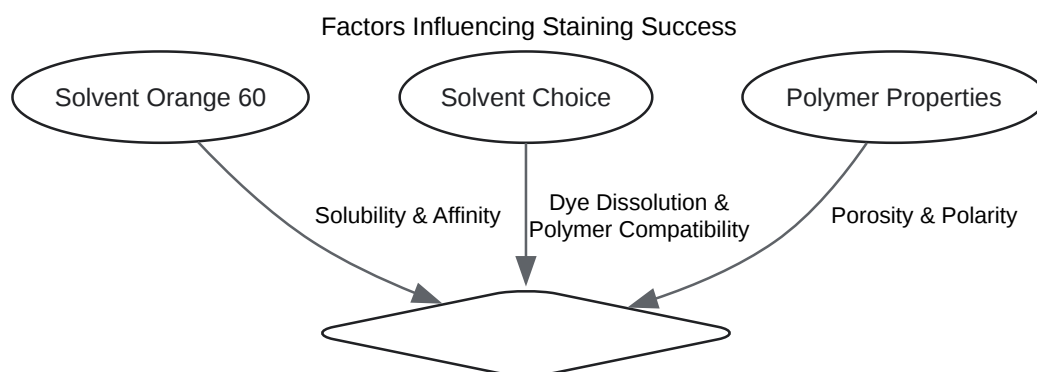 Factors Influencing Staining Success
Solvent Orange 60
Solvent Choice
Polymer Properties
Solubility & Affinity
Dye Dissolution &
Polymer Compatibility
Porosity & Polarity